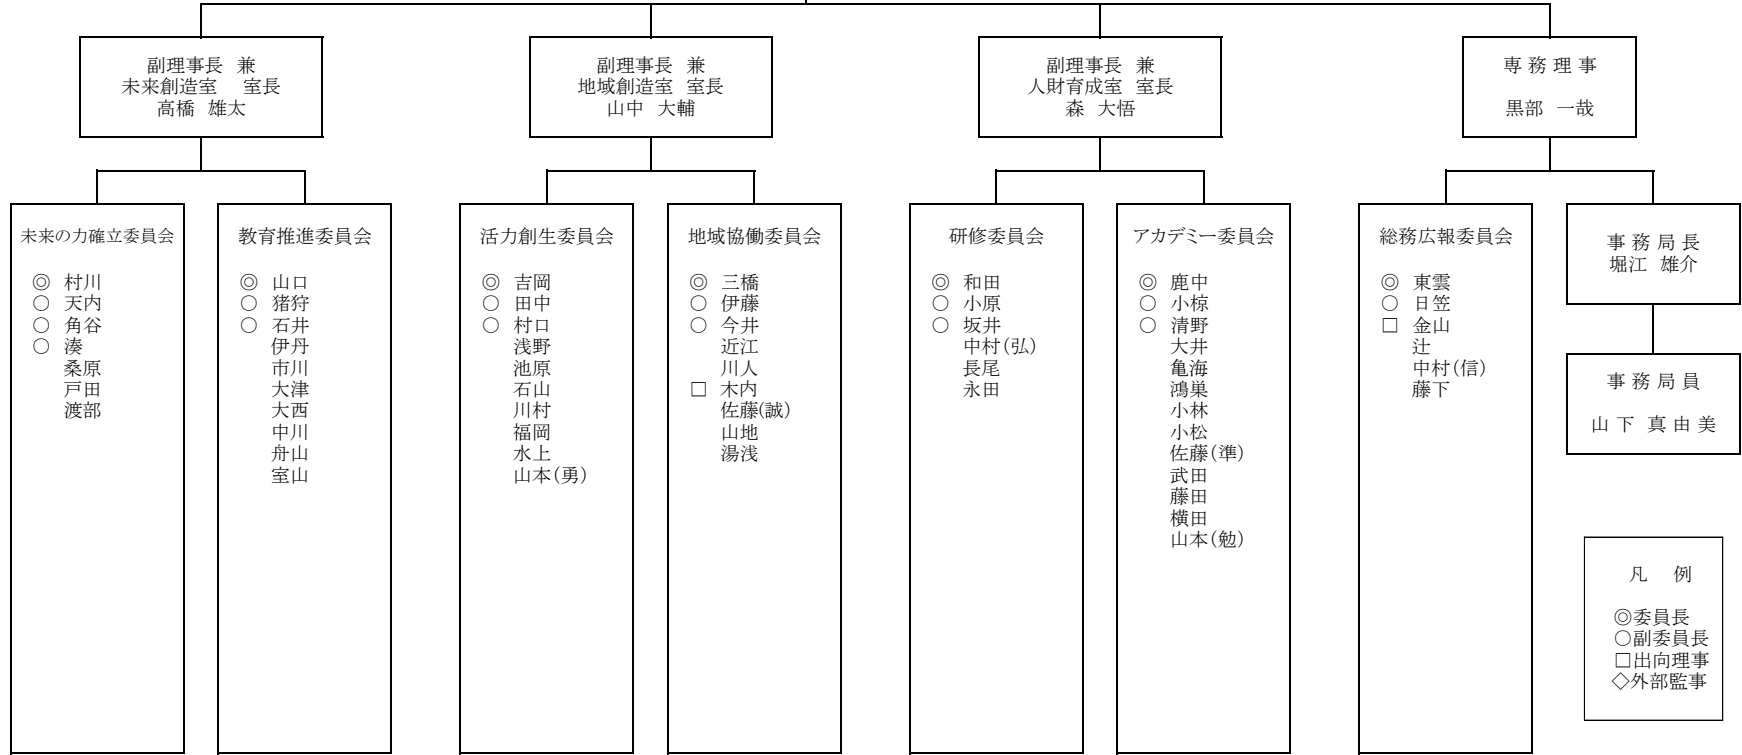 副理事長 兼
未来創造室 室長
高橋 雄太
副理事長 兼
地域創造室 室長
山中 大輔
副理事長 兼
人財育成室 室長
森 大悟
専務理事
黒部 一哉
未来の力確立委員会
◎ 村川
○ 天内
○ 角谷
○ 湊
桑原
戸田
渡部
教育推進委員会
◎ 山口
○ 猪狩
○ 石井
伊丹
市川
大津
大西
中川
舟山
室山
活力創生委員会
◎ 吉岡
○ 田中
○ 村口
浅野
池原
石山
川村
福岡
水上
山本(勇)
地域協働委員会
◎ 三橋
○ 伊藤
○ 今井
近江
川人
□ 木内
佐藤(誠)
山地
湯浅
研修委員会
◎ 和田
○ 小原
○ 坂井
中村(弘)
長尾
永田
アカデミー委員会
◎ 鹿中
○ 小椋
○ 清野
大井
亀海
鴻巣
小林
小松
佐藤(準)
武田
藤田
横田
山本(勉)
総務広報委員会
◎ 東雲
○ 日笠
□ 金山
辻
中村(信)
藤下
事務局長
堀江 雄介
事務局員
山下 真由美
凡 例
◎委員長
○副委員長
□出向理事
◇外部監事